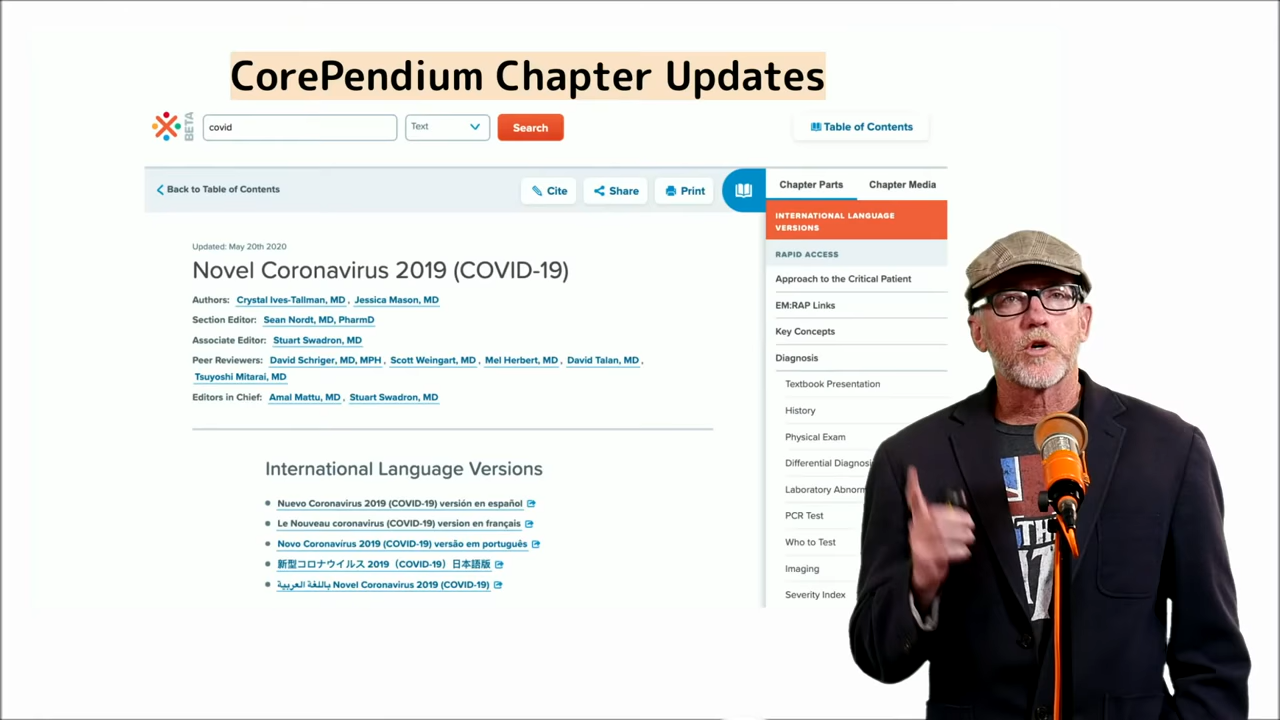 CorePendium Chapter Updates
BETA
covid
Text
Search
Table of Contents
Back to Table of Contents
Cite
Share
Print
Updated: May 20th 2020
Novel Coronavirus 2019 (COVID-19)
Authors: Crystal Ives-Tallman, MD , Jessica Mason, MD
Section Editor: Sean Nordt, MD, PharmD
Associate Editor: Stuart Swadron, MD
Peer Reviewers: David Schriger, MD, MPH , Scott Weingart, MD , Mel Herbert, MD , David Talan, MD ,
Tsuyoshi Mitarai, MD
Editors in Chief: Amal Mattu, MD , Stuart Swadron, MD
International Language Versions
Nuevo Coronavirus 2019 (COVID-19) versión en español
Le Nouveau coronavirus (COVID-19) version en français
Novo Coronavírus 2019 (COVID-19) versão em português
新型コロナウイルス 2019（COVID-19）日本語版
باللغة العربية Novel Coronavirus 2019 (COVID-19)
Chapter Parts
Chapter Media
INTERNATIONAL LANGUAGE
VERSIONS
RAPID ACCESS
Approach to the Critical Patient
EM:RAP Links
Key Concepts
Diagnosis
Textbook Presentation
History
Physical Exam
Differential Diagnosi
Laboratory Abnorm
PCR Test
Who to Test
Imaging
Severity Index